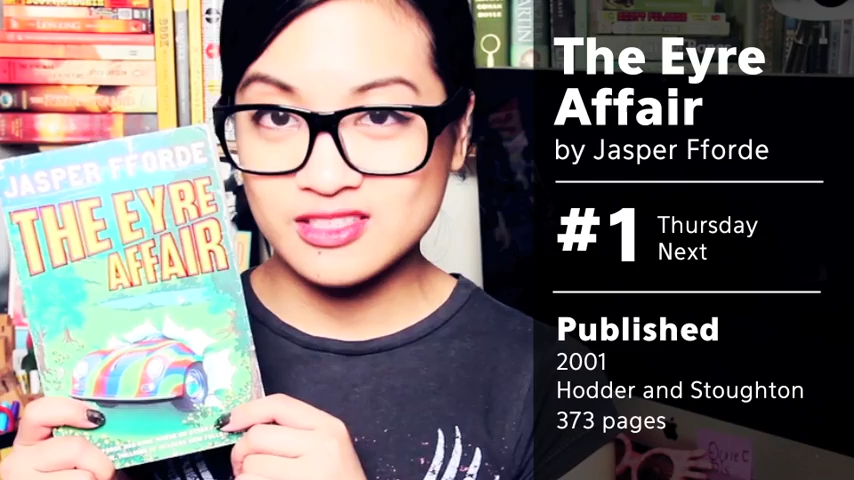 JASPER FFORDE
THE EYRE
AFFAIR
The Eyre
Affair
by Jasper Fforde
#1 Thursday
Next
Published
2001
Hodder and Stoughton
373 pages